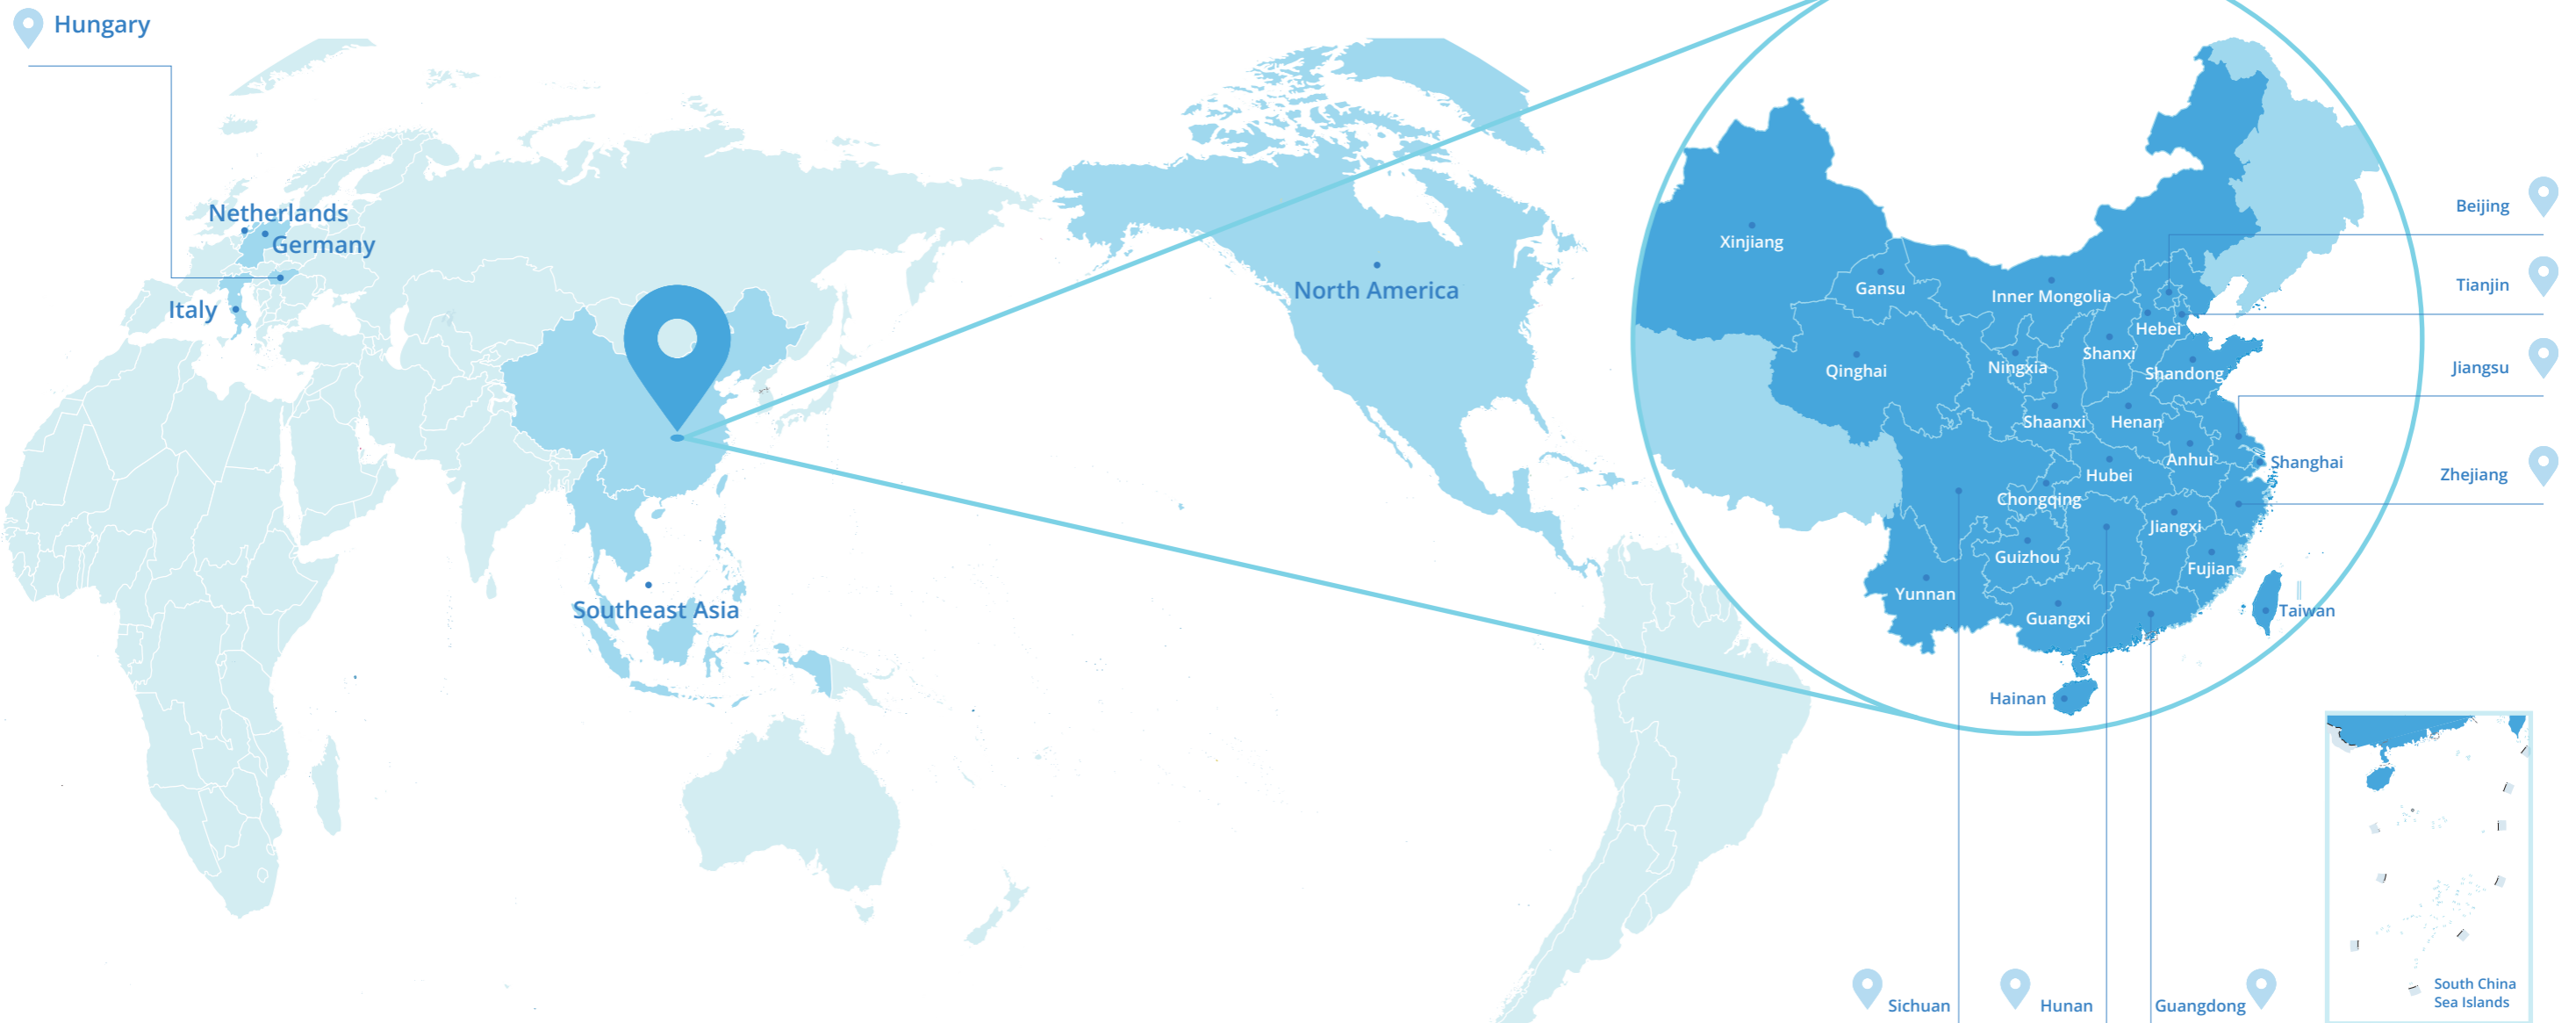 Hungary
Netherlands
Germany
Italy
North America
Southeast Asia
Xinjiang
Gansu
Inner Mongolia
Hebei
Shanxi
Qinghai
Ningxia
Shandong
Shaanxi
Henan
Anhui
Shanghai
Hubei
Chongqing
Jiangxi
Guizhou
Fujian
Yunnan
Guangxi
Taiwan
Hainan
Beijing
Tianjin
Jiangsu
Zhejiang
Sichuan
Hunan
Guangdong
South China
Sea Islands